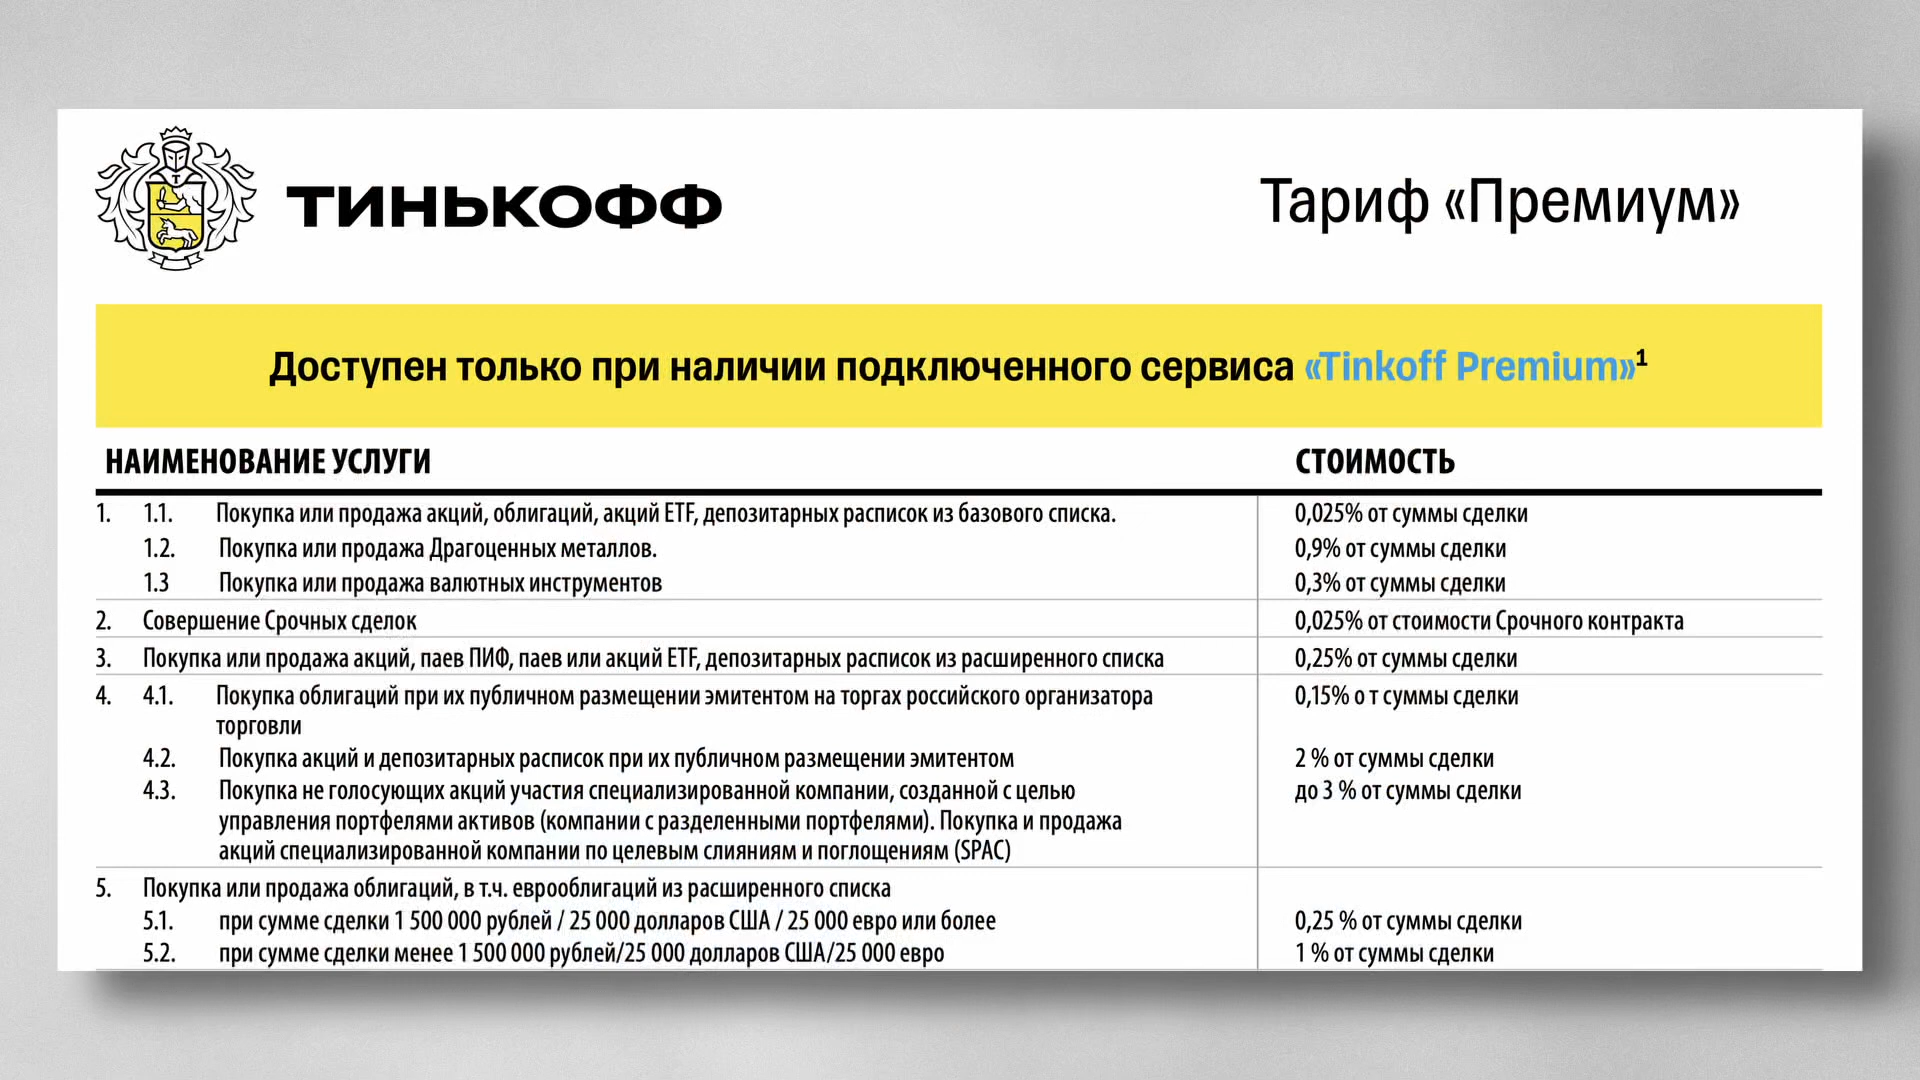 ТИНЬКОФФ
Тариф «Премиум»
Доступен только при наличии подключенного сервиса «Tinkoff Premium»¹
НАИМЕНОВАНИЕ УСЛУГИ СТОИМОСТЬ
1. 1.1. Покупка или продажа акций, облигаций, акций ETF, депозитарных расписок из базового списка. 0,025% от суммы сделки
1.2. Покупка или продажа Драгоценных металлов. 0,9% от суммы сделки
1.3 Покупка или продажа валютных инструментов 0,3% от суммы сделки
2. Совершение Срочных сделок 0,025% от стоимости Срочного контракта
3. Покупка или продажа акций, паев ПИФ, паев или акций ETF, депозитарных расписок из расширенного списка 0,25% от суммы сделки
4. 4.1. Покупка облигаций при их публичном размещении эмитентом на торгах российского организатора 0,15% о т суммы сделки
торговли
4.2. Покупка акций и депозитарных расписок при их публичном размещении эмитентом 2 % от суммы сделки
4.3. Покупка не голосующих акций участия специализированной компании, созданной с целью до 3 % от суммы сделки
управления портфелями активов (компании с разделенными портфелями). Покупка и продажа
акций специализированной компании по целевым слияниям и поглощениям (SPAC)
5. Покупка или продажа облигаций, в т.ч. еврооблигаций из расширенного списка
5.1. при сумме сделки 1 500 000 рублей / 25 000 долларов США / 25 000 евро или более 0,25 % от суммы сделки
5.2. при сумме сделки менее 1 500 000 рублей/25 000 долларов США/25 000 евро 1 % от суммы сделки